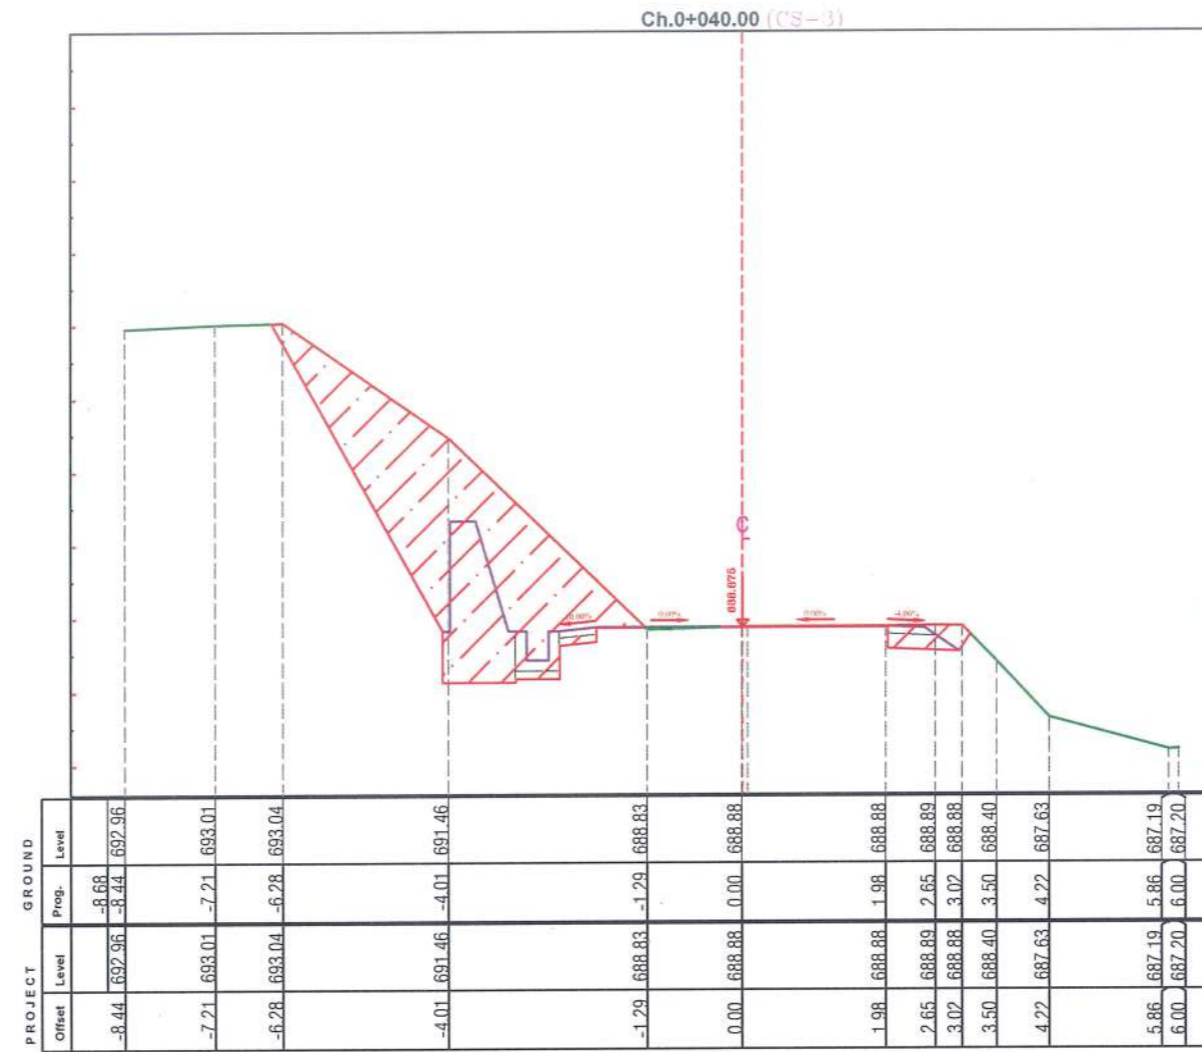 Ch.0+040.00 (CS-3)
C
688.875
0.00% 4.00%
GROUND
Level 692.96 693.01 693.04 691.46 688.83 688.88 688.88 688.89 688.88 688.40 687.63 687.19 687.20
Prog. -8.68 -8.44 -7.21 -6.28 -4.01 -1.29 0.00 1.98 2.65 3.02 3.50 4.22 5.86 6.00
PROJECT
Level 692.96 693.01 693.04 691.46 688.83 688.88 688.88 688.89 688.88 688.40 687.63 687.19 687.20
Offset -8.44 -7.21 -6.28 -4.01 -1.29 0.00 1.98 2.65 3.02 3.50 4.22 5.86 6.00